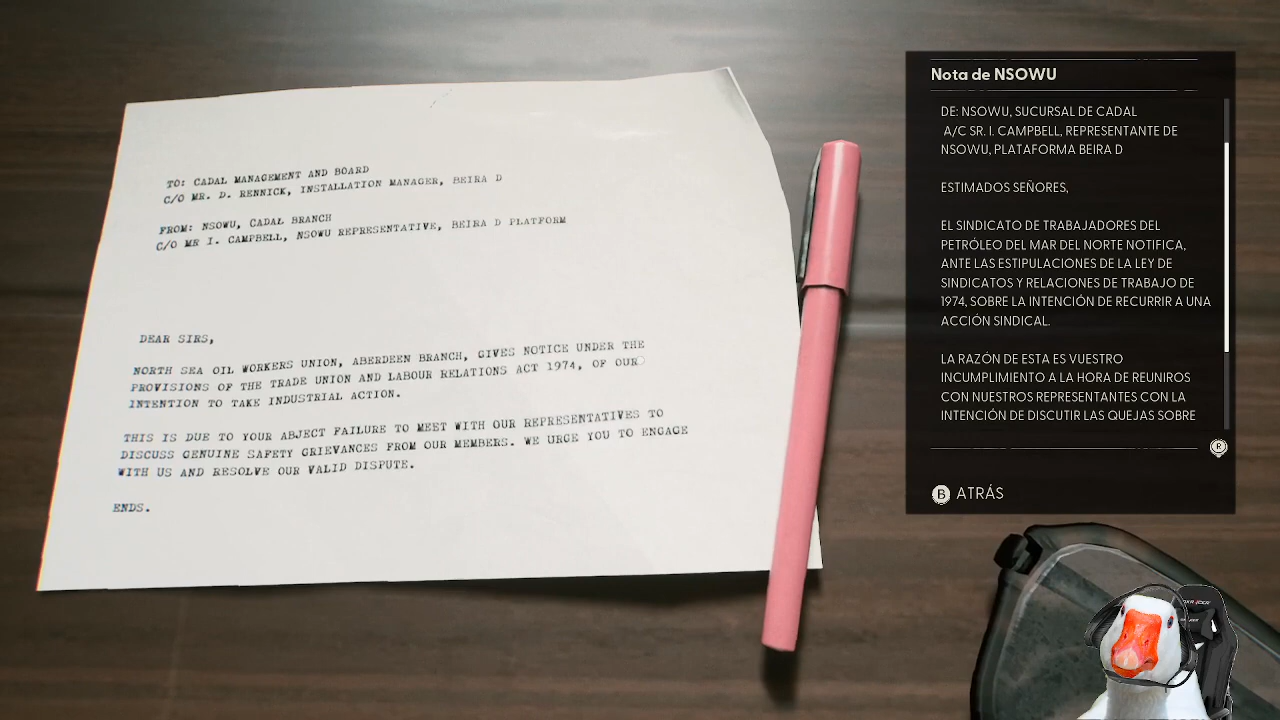 TO: CADAL MANAGEMENT AND BOARD
C/O MR. D. RENNICK, INSTALLATION MANAGER, BEIRA D
FROM: NSOWU, CADAL BRANCH
C/O MR I. CAMPBELL, NSOWU REPRESENTATIVE, BEIRA D PLATFORM
DEAR SIRS,
NORTH SEA OIL WORKERS UNION, ABERDEEN BRANCH, GIVES NOTICE UNDER THE
PROVISIONS OF THE TRADE UNION AND LABOUR RELATIONS ACT 1974, OF OUR
INTENTION TO TAKE INDUSTRIAL ACTION.
THIS IS DUE TO YOUR ABJECT FAILURE TO MEET WITH OUR REPRESENTATIVES TO
DISCUSS GENUINE SAFETY GRIEVANCES FROM OUR MEMBERS. WE URGE YOU TO ENGAGE
WITH US AND RESOLVE OUR VALID DISPUTE.
ENDS.
Nota de NSOWU
DE: NSOWU, SUCURSAL DE CADAL
A/C SR. I. CAMPBELL, REPRESENTANTE DE
NSOWU, PLATAFORMA BEIRA D
ESTIMADOS SEÑORES,
EL SINDICATO DE TRABAJADORES DEL
PETRÓLEO DEL MAR DEL NORTE NOTIFICA,
ANTE LAS ESTIPULACIONES DE LA LEY DE
SINDICATOS Y RELACIONES DE TRABAJO DE
1974, SOBRE LA INTENCIÓN DE RECURRIR A UNA
ACCIÓN SINDICAL.
LA RAZÓN DE ESTA ES VUESTRO
INCUMPLIMIENTO A LA HORA DE REUNIROS
CON NUESTROS REPRESENTANTES CON LA
INTENCIÓN DE DISCUTIR LAS QUEJAS SOBRE
R
B ATRÁS